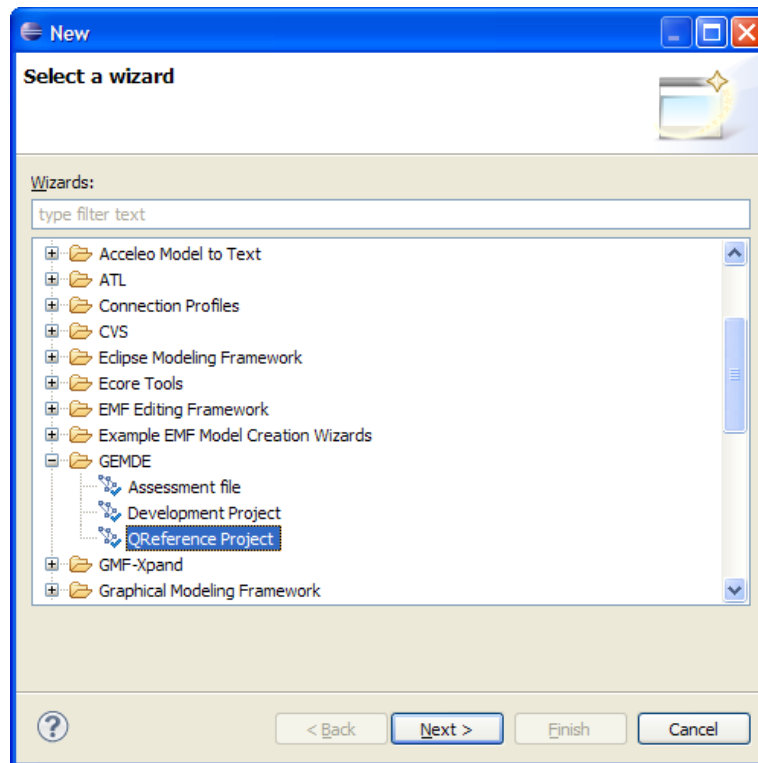 New
Select a wizard
Wizards:
type filter text
Acceleo Model to Text
ATL
Connection Profiles
CVS
Eclipse Modeling Framework
Ecore Tools
EMF Editing Framework
Example EMF Model Creation Wizards
GEMDE
Assessment file
Development Project
QReference Project
GMF-Xpand
Graphical Modeling Framework
? < Back Next > Finish Cancel